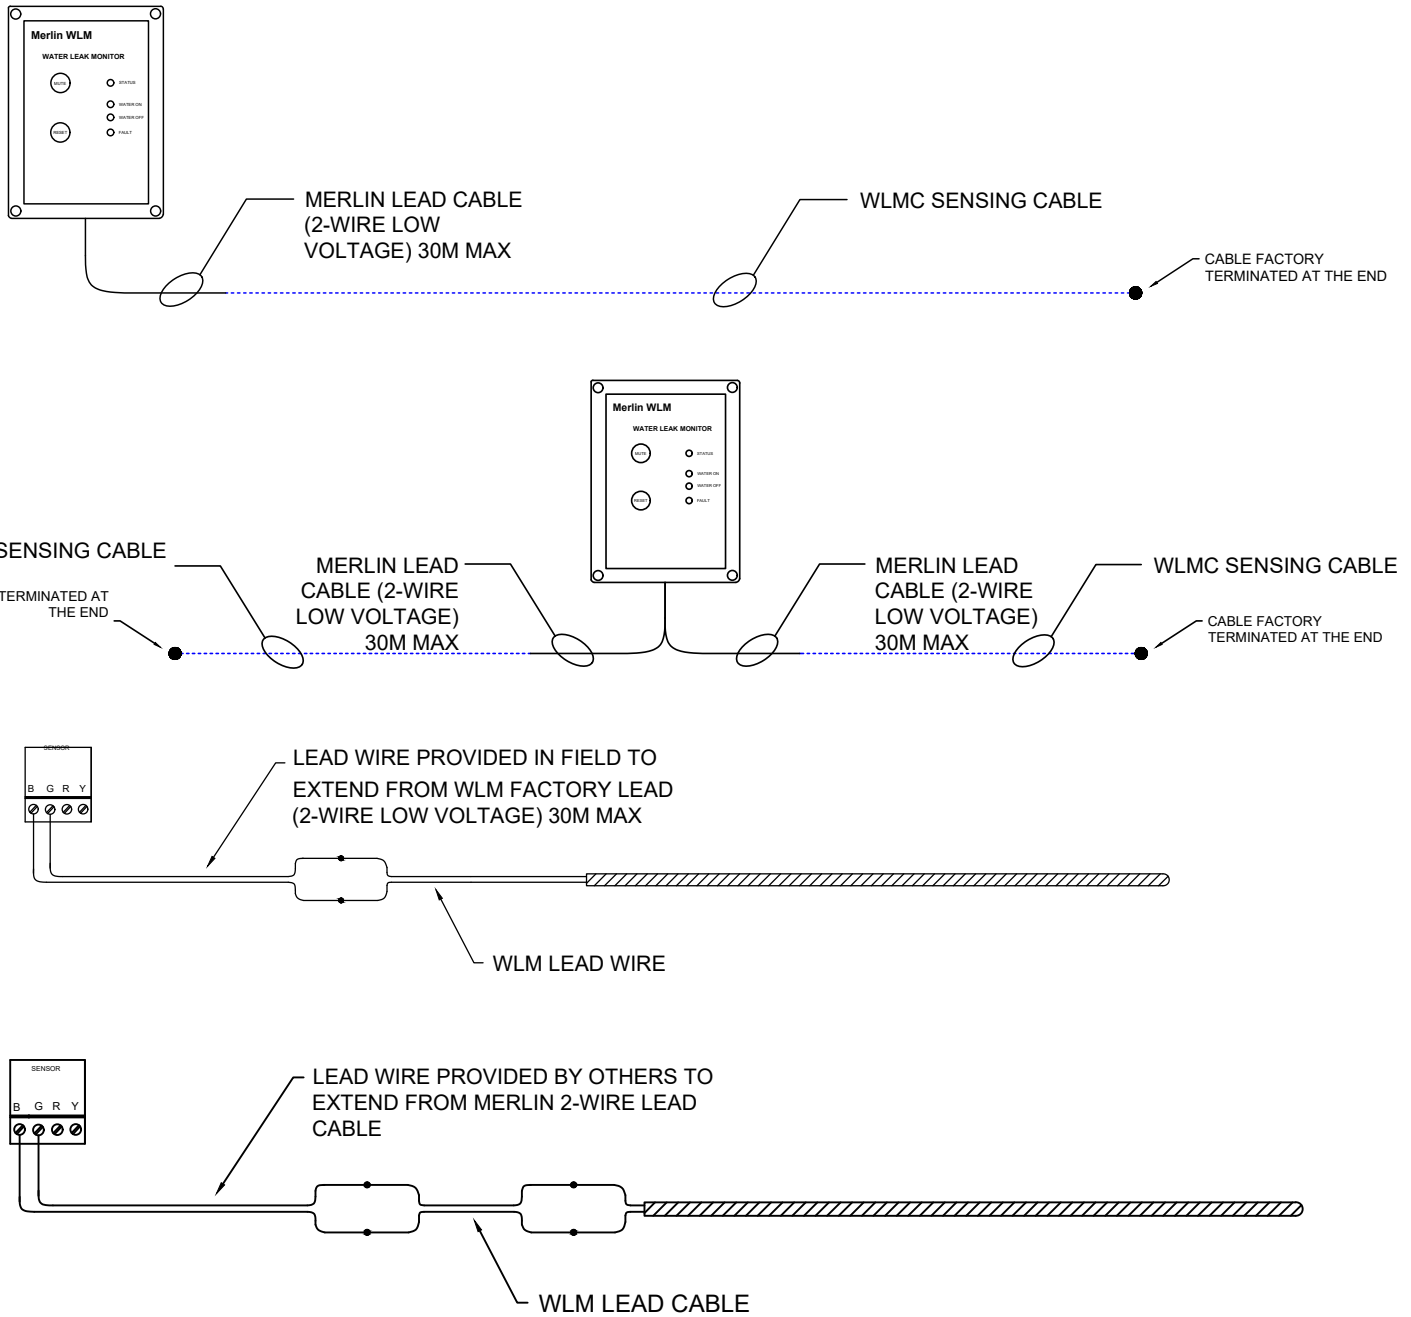 Merlin WLM
WATER LEAK MONITOR
MUTE
STATUS
WATER ON
WATER OFF
RESET
FAULT
MERLIN LEAD CABLE
(2-WIRE LOW
VOLTAGE) 30M MAX
WLMC SENSING CABLE
CABLE FACTORY
TERMINATED AT THE END
Merlin WLM
WATER LEAK MONITOR
MUTE
STATUS
WATER ON
WATER OFF
RESET
FAULT
SENSING CABLE
TERMINATED AT
THE END
MERLIN LEAD
CABLE (2-WIRE
LOW VOLTAGE)
30M MAX
MERLIN LEAD
CABLE (2-WIRE
LOW VOLTAGE)
30M MAX
WLMC SENSING CABLE
CABLE FACTORY
TERMINATED AT THE END
SENSOR
B G R Y
LEAD WIRE PROVIDED IN FIELD TO
EXTEND FROM WLM FACTORY LEAD
(2-WIRE LOW VOLTAGE) 30M MAX
WLM LEAD WIRE
SENSOR
B G R Y
LEAD WIRE PROVIDED BY OTHERS TO
EXTEND FROM MERLIN 2-WIRE LEAD
CABLE
WLM LEAD CABLE